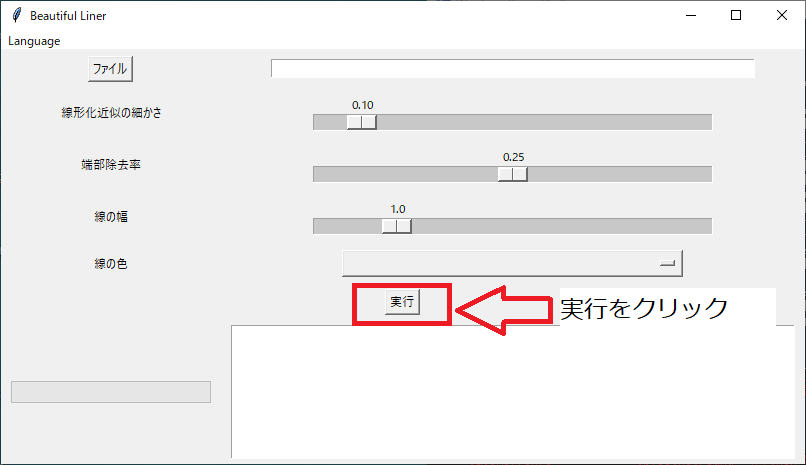 Beautiful Liner
Language
ファイル
0.10
線形化近似の細かさ
0.25
端部除去率
1.0
線の幅
線の色
実行
実行をクリック